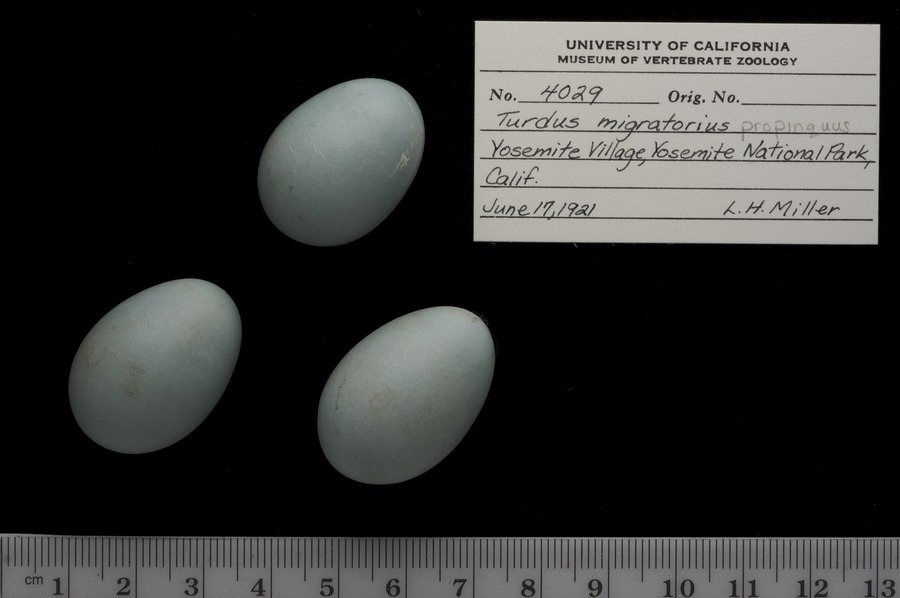 UNIVERSITY OF CALIFORNIA
MUSEUM OF VERTEBRATE ZOOLOGY
No. 4029 Orig. No.
Turdus migratorius propinquus
Yosemite Village, Yosemite National Park,
Calif.
June 17, 1921 L. H. Miller
cm 1 2 3 4 5 6 7 8 9 10 11 12 13